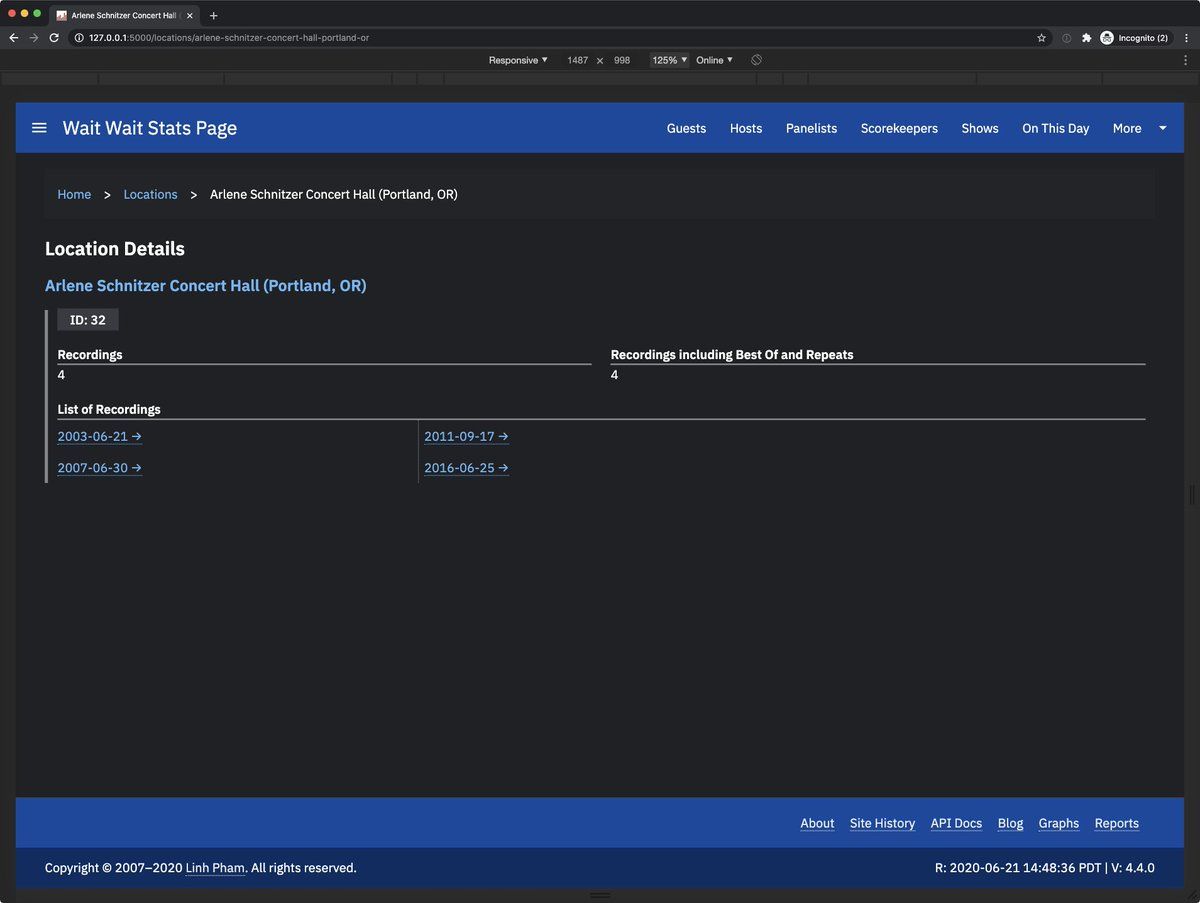 Arlene Schnitzer Concert Hall (
127.0.0.1:5000/locations/arlene-schnitzer-concert-hall-portland-or
Incognito (2)
Responsive ▼ 1487 × 998 125% ▼ Online ▼
Wait Wait Stats Page
Guests Hosts Panelists Scorekeepers Shows On This Day More
Home > Locations > Arlene Schnitzer Concert Hall (Portland, OR)
Location Details
Arlene Schnitzer Concert Hall (Portland, OR)
ID: 32
Recordings
4
Recordings including Best Of and Repeats
4
List of Recordings
2003-06-21 →
2007-06-30 →
2011-09-17 →
2016-06-25 →
About Site History API Docs Blog Graphs Reports
Copyright © 2007–2020 Linh Pham. All rights reserved.
R: 2020-06-21 14:48:36 PDT | V: 4.4.0